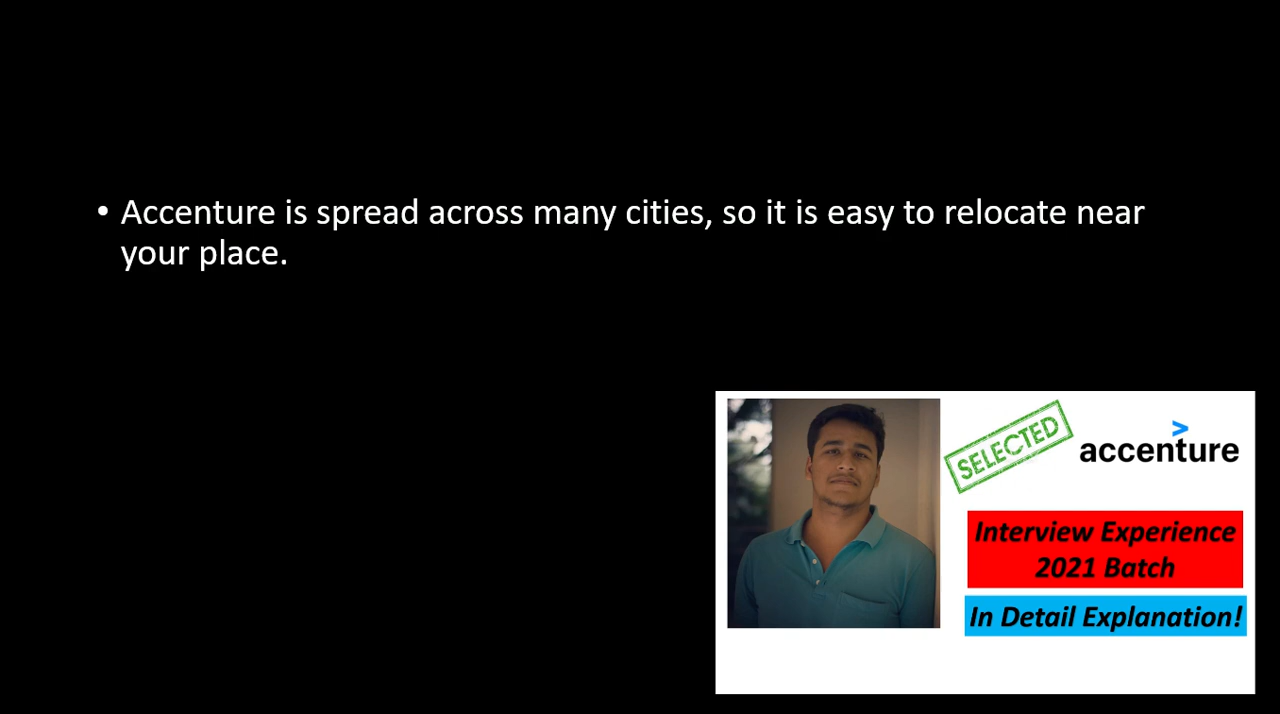 • Accenture is spread across many cities, so it is easy to relocate near
your place.
SELECTED
accenture
Interview Experience
2021 Batch
In Detail Explanation!